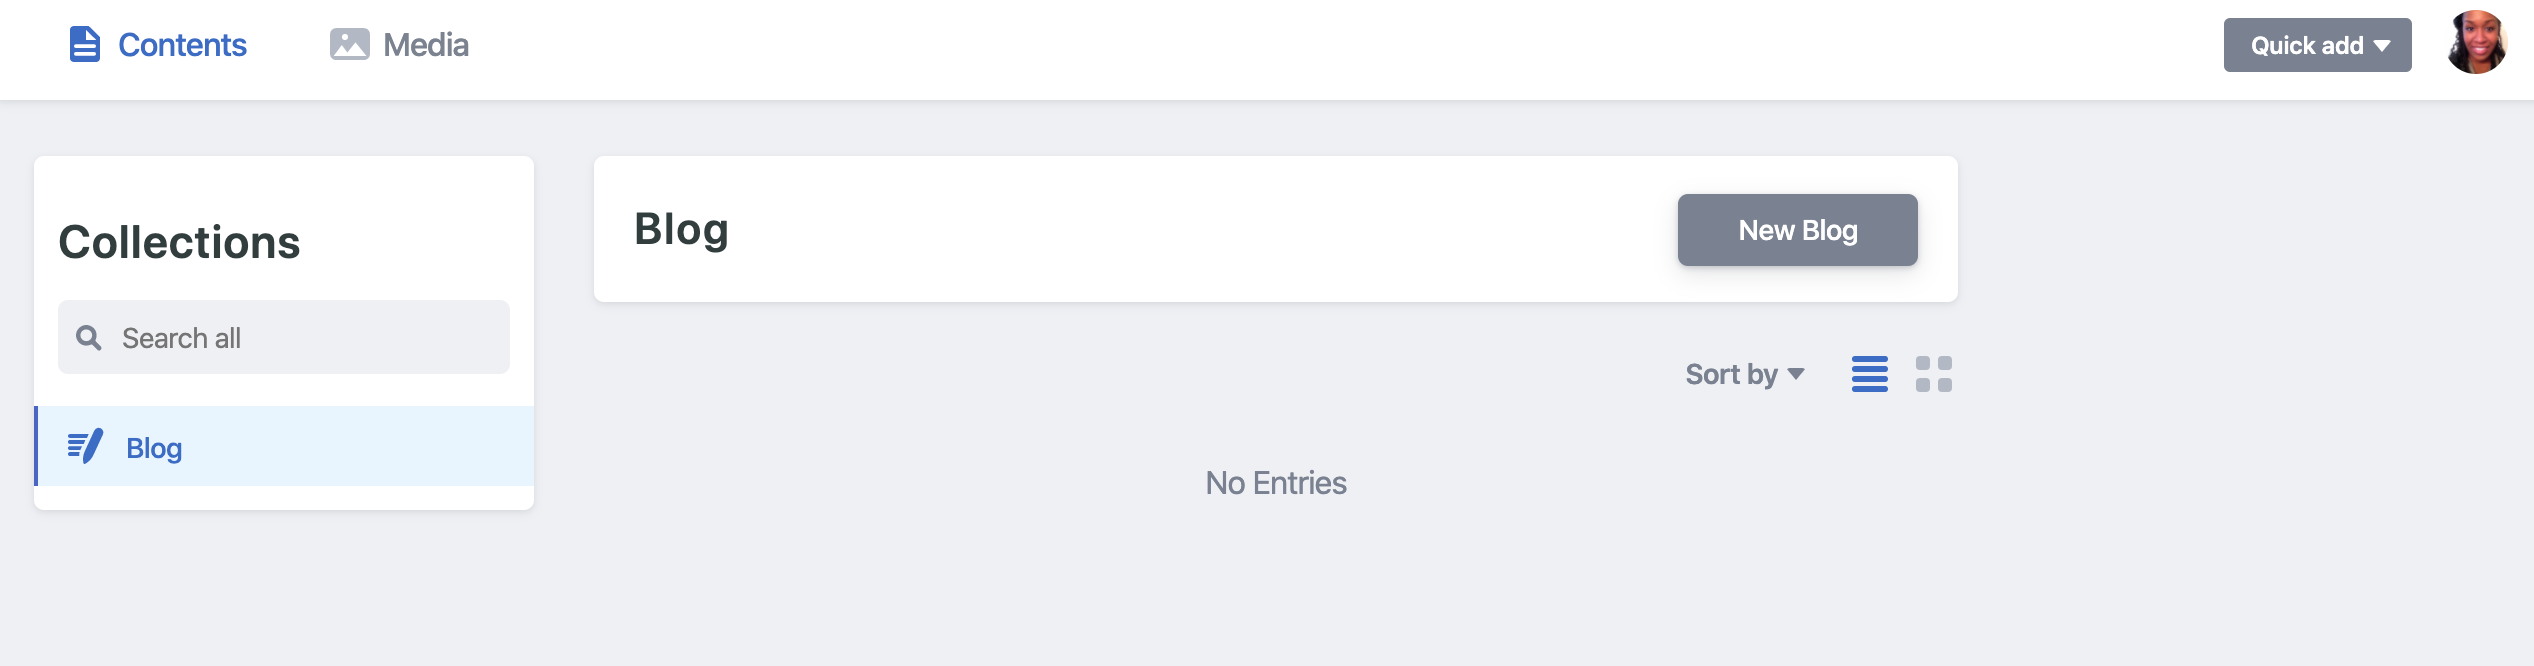 Contents
Media
Quick add
Collections
Search all
Blog
Blog
New Blog
Sort by
No Entries